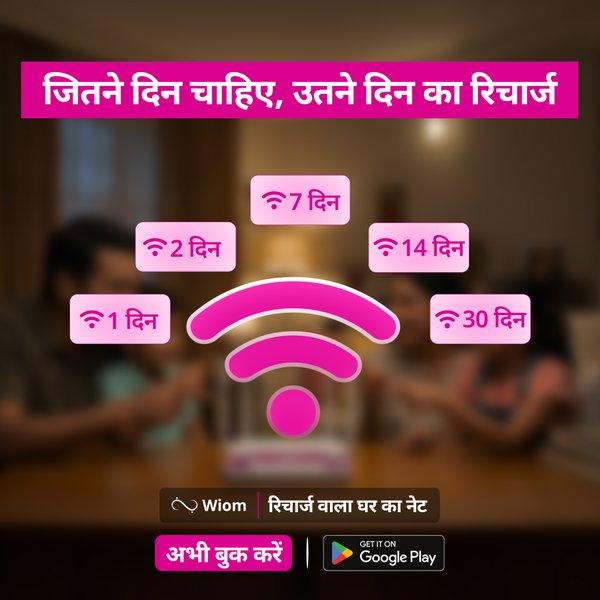 जितने दिन चाहिए, उतने दिन का रिचार्ज
7 दिन
2 दिन
14 दिन
1 दिन
30 दिन
Wiom
रिचार्ज वाला घर का नेट
अभी बुक करें
GET IT ON
Google Play